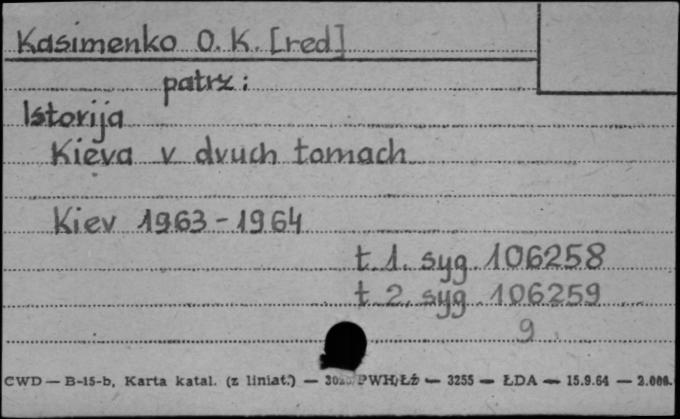 Kasimenko O. K. [red]
patrz:
Istorija
Kieva v dvuch tomach
Kiev 1963-1964
t. 1. syg. 106258
t. 2. syg. 106259
9
CWD — B-15-b, Karta katal. (z liniat.) — PWH/Łź — 3255 — ŁDA — 15.9.64 — 2.000.